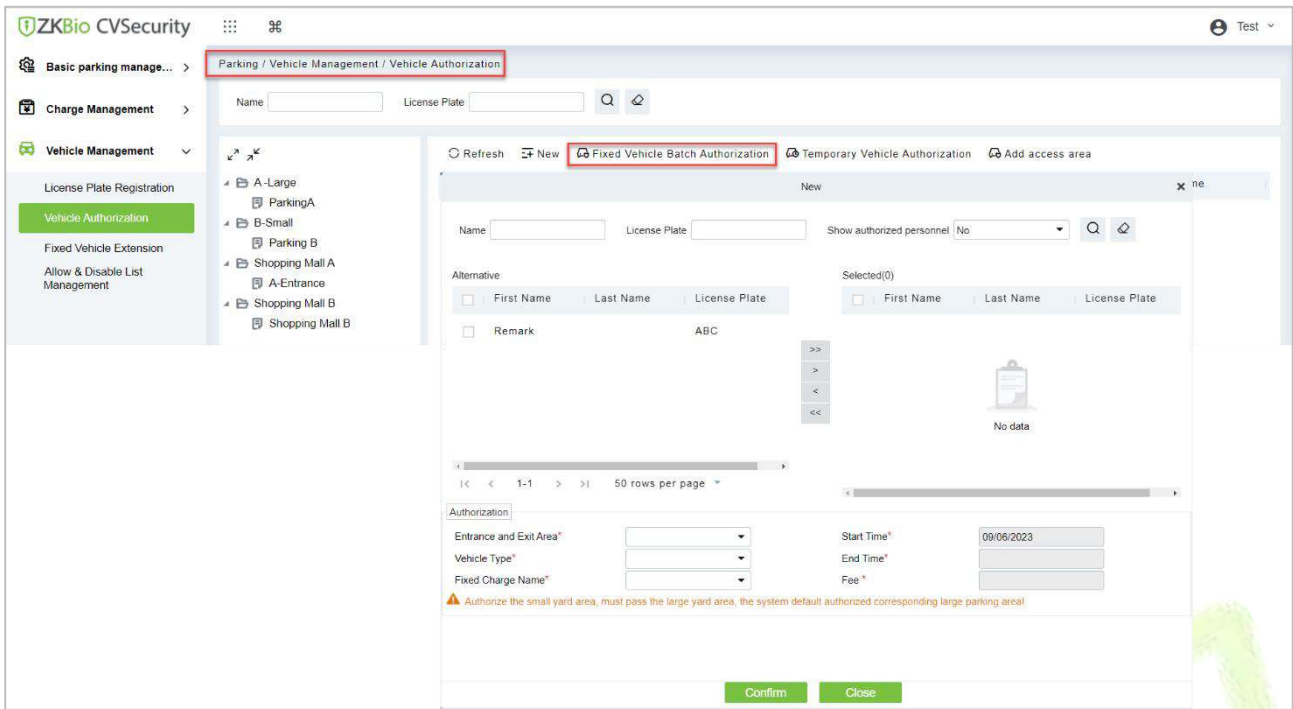 ZKBio CVSecurity
Test
Basic parking manage... >
Parking / Vehicle Management / Vehicle Authorization
Charge Management >
Name License Plate
Vehicle Management
Refresh New Fixed Vehicle Batch Authorization Temporary Vehicle Authorization Add access area
License Plate Registration
Vehicle Authorization
Fixed Vehicle Extension
Allow & Disable List
Management
A-Large
ParkingA
B-Small
Parking B
Shopping Mall A
A-Entrance
Shopping Mall B
Shopping Mall B
New x me
Name License Plate Show authorized personnel No
Alternative Selected(0)
First Name Last Name License Plate First Name Last Name License Plate
Remark ABC
>>
>
<
<<
No data
|< < 1-1 > >| 50 rows per page
Authorization
Entrance and Exit Area* Start Time* 09/06/2023
Vehicle Type* End Time*
Fixed Charge Name* Fee *
Authorize the small yard area, must pass the large yard area, the system default authorized corresponding large parking area!
Confirm Close